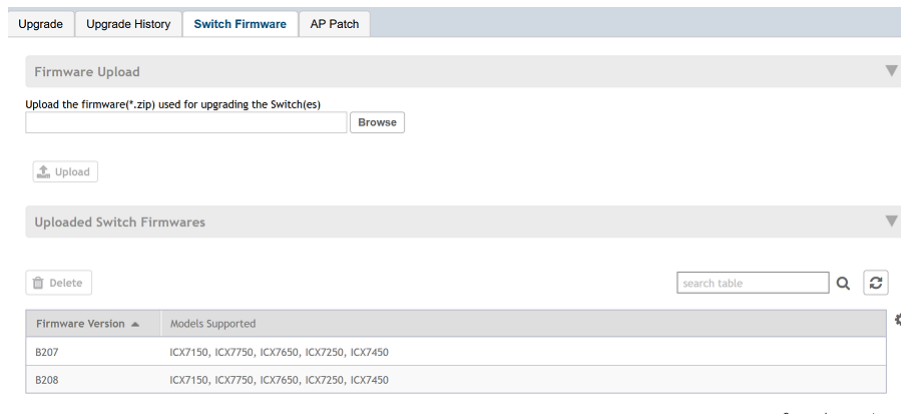 Upgrade Upgrade History Switch Firmware AP Patch
Firmware Upload
Upload the firmware(*.zip) used for upgrading the Switch(es)
Browse
Upload
Uploaded Switch Firmwares
Delete search table
Firmware Version Models Supported
B207 ICX7150, ICX7750, ICX7650, ICX7250, ICX7450
B208 ICX7150, ICX7750, ICX7650, ICX7250, ICX7450